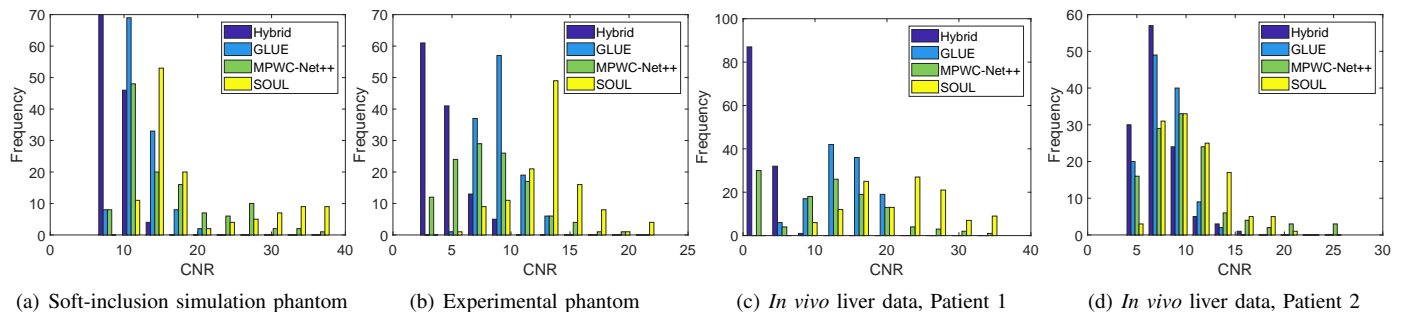 70
60
50
40
30
20
10
0
Frequency
0 10 20 30 40
CNR
Hybrid
GLUE
MPWC-Net++
SOUL
(a) Soft-inclusion simulation phantom
70
60
50
40
30
20
10
0
Frequency
0 5 10 15 20 25
CNR
Hybrid
GLUE
MPWC-Net++
SOUL
(b) Experimental phantom
100
80
60
40
20
0
Frequency
0 10 20 30 40
CNR
Hybrid
GLUE
MPWC-Net++
SOUL
(c) In vivo liver data, Patient 1
60
50
40
30
20
10
0
Frequency
0 5 10 15 20 25 30
CNR
Hybrid
GLUE
MPWC-Net++
SOUL
(d) In vivo liver data, Patient 2